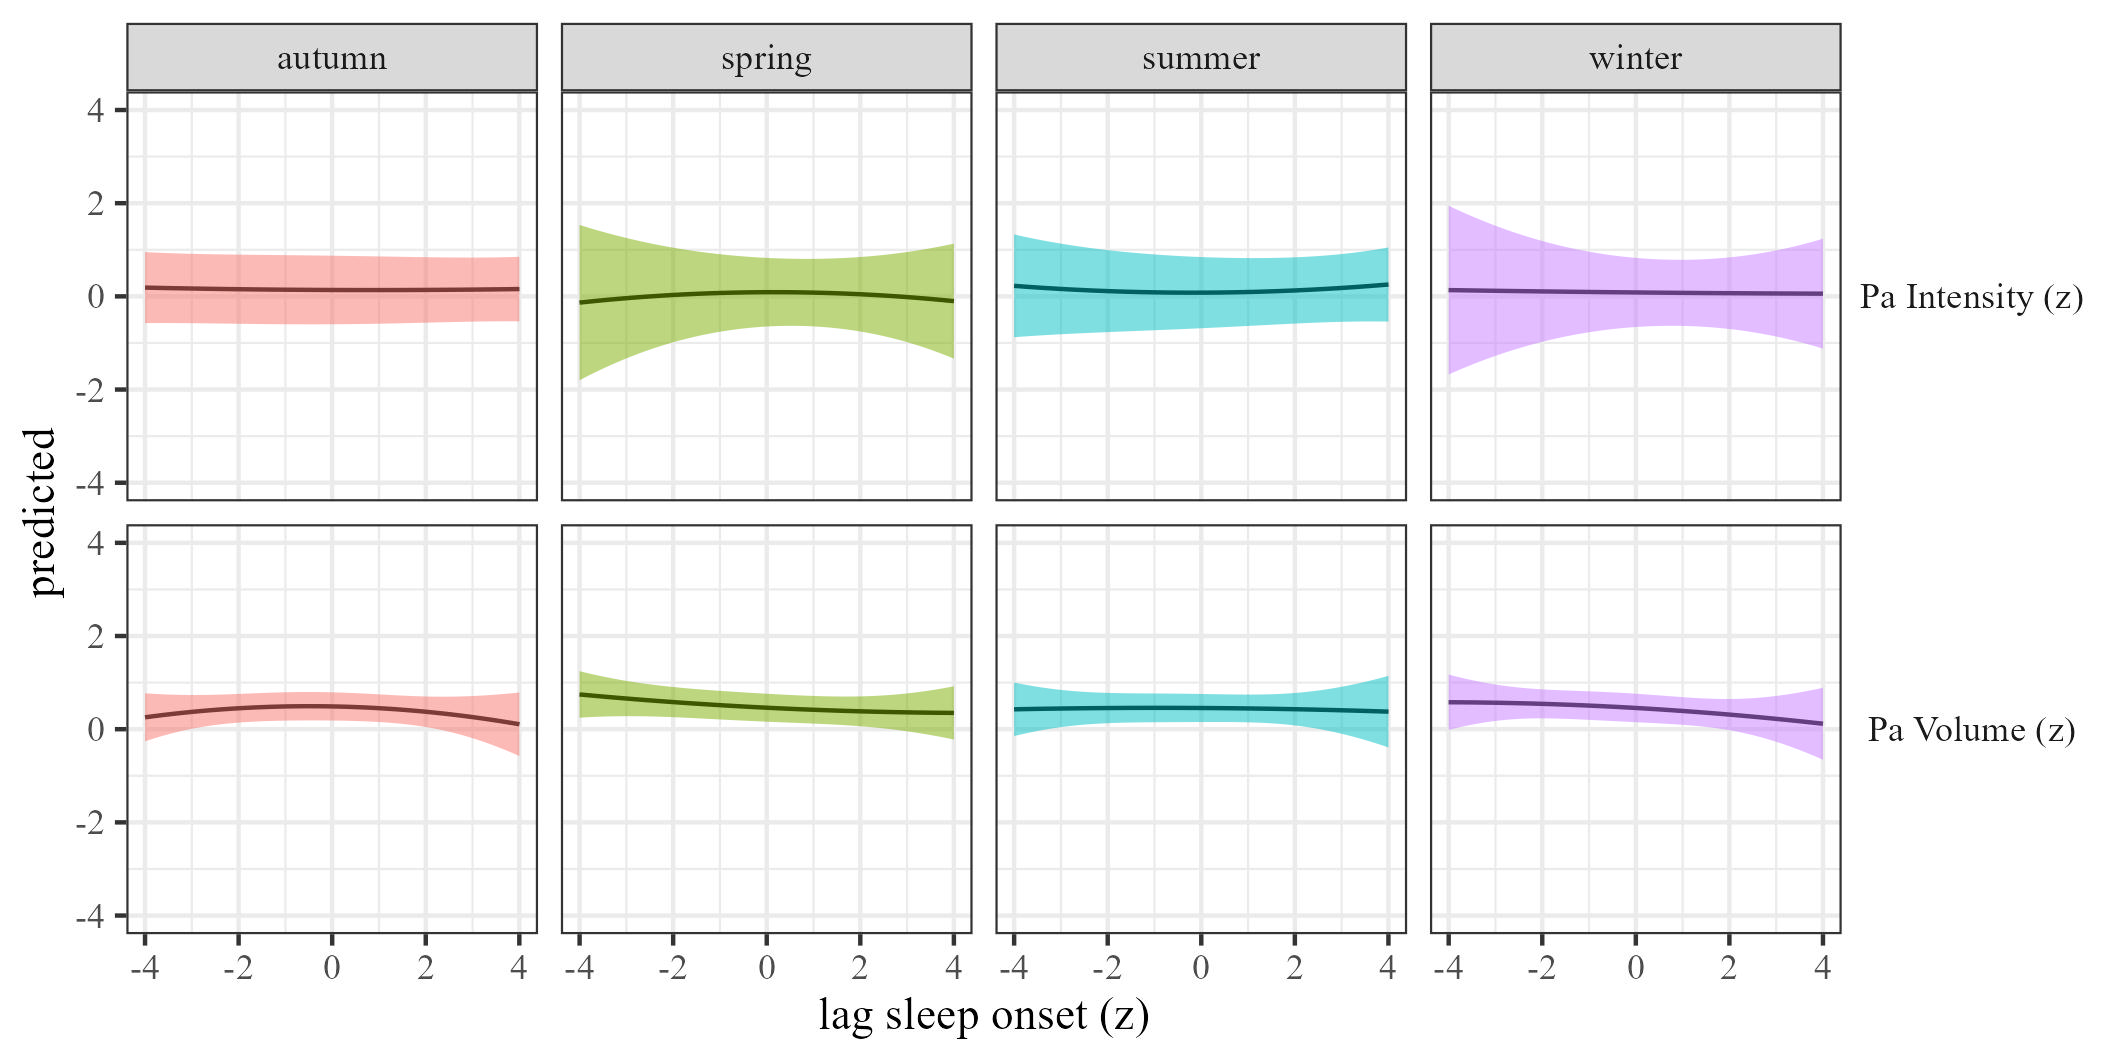 autumn spring summer winter
4
2
0
-2
-4
Pa Intensity (z)
4
2
0
-2
-4
Pa Volume (z)
predicted
-4 -2 0 2 4 -4 -2 0 2 4 -4 -2 0 2 4 -4 -2 0 2 4
lag sleep onset (z)